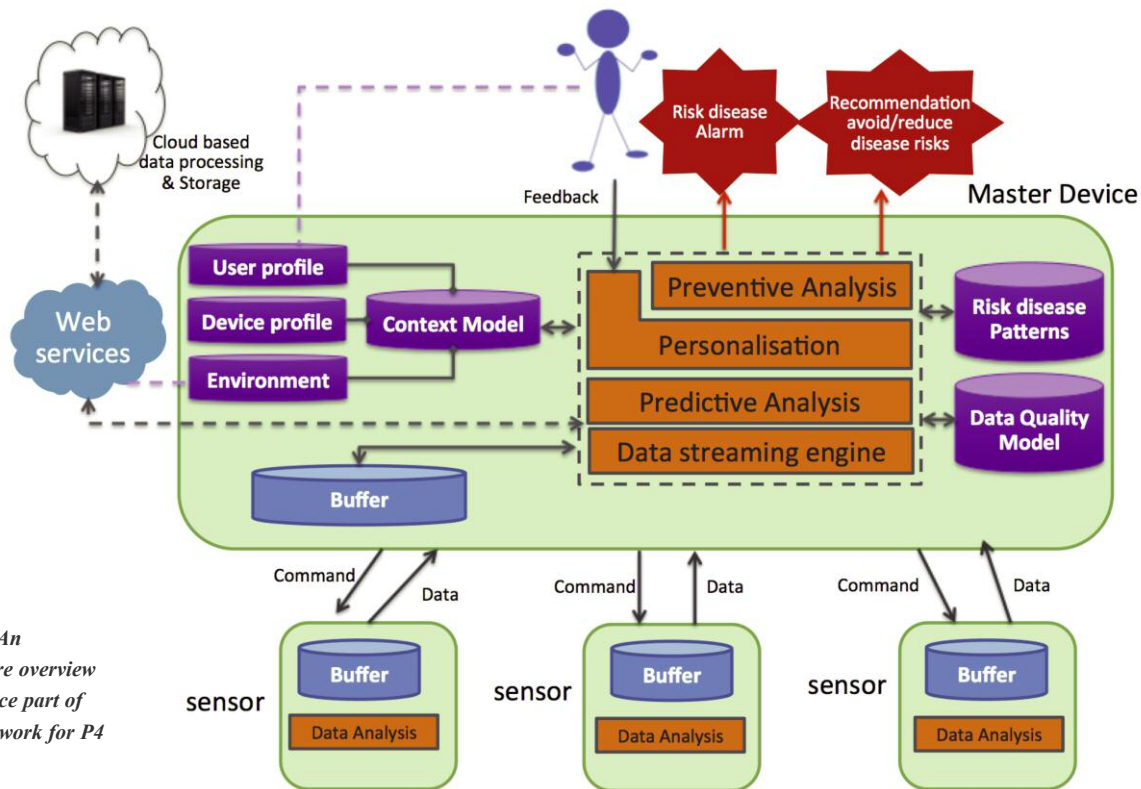 Cloud based
data processing
& Storage
Risk disease
Alarm
Recommendation
avoid/reduce
disease risks
Feedback
Master Device
User profile
Device profile
Environment
Context Model
Web
services
Preventive Analysis
Personalisation
Predictive Analysis
Data streaming engine
Risk disease
Patterns
Data Quality
Model
Buffer
Command
Data
Command
Data
Command
Data
An
re overview
ce part of
work for P4
sensor
Buffer
Data Analysis
sensor
Buffer
Data Analysis
sensor
Buffer
Data Analysis